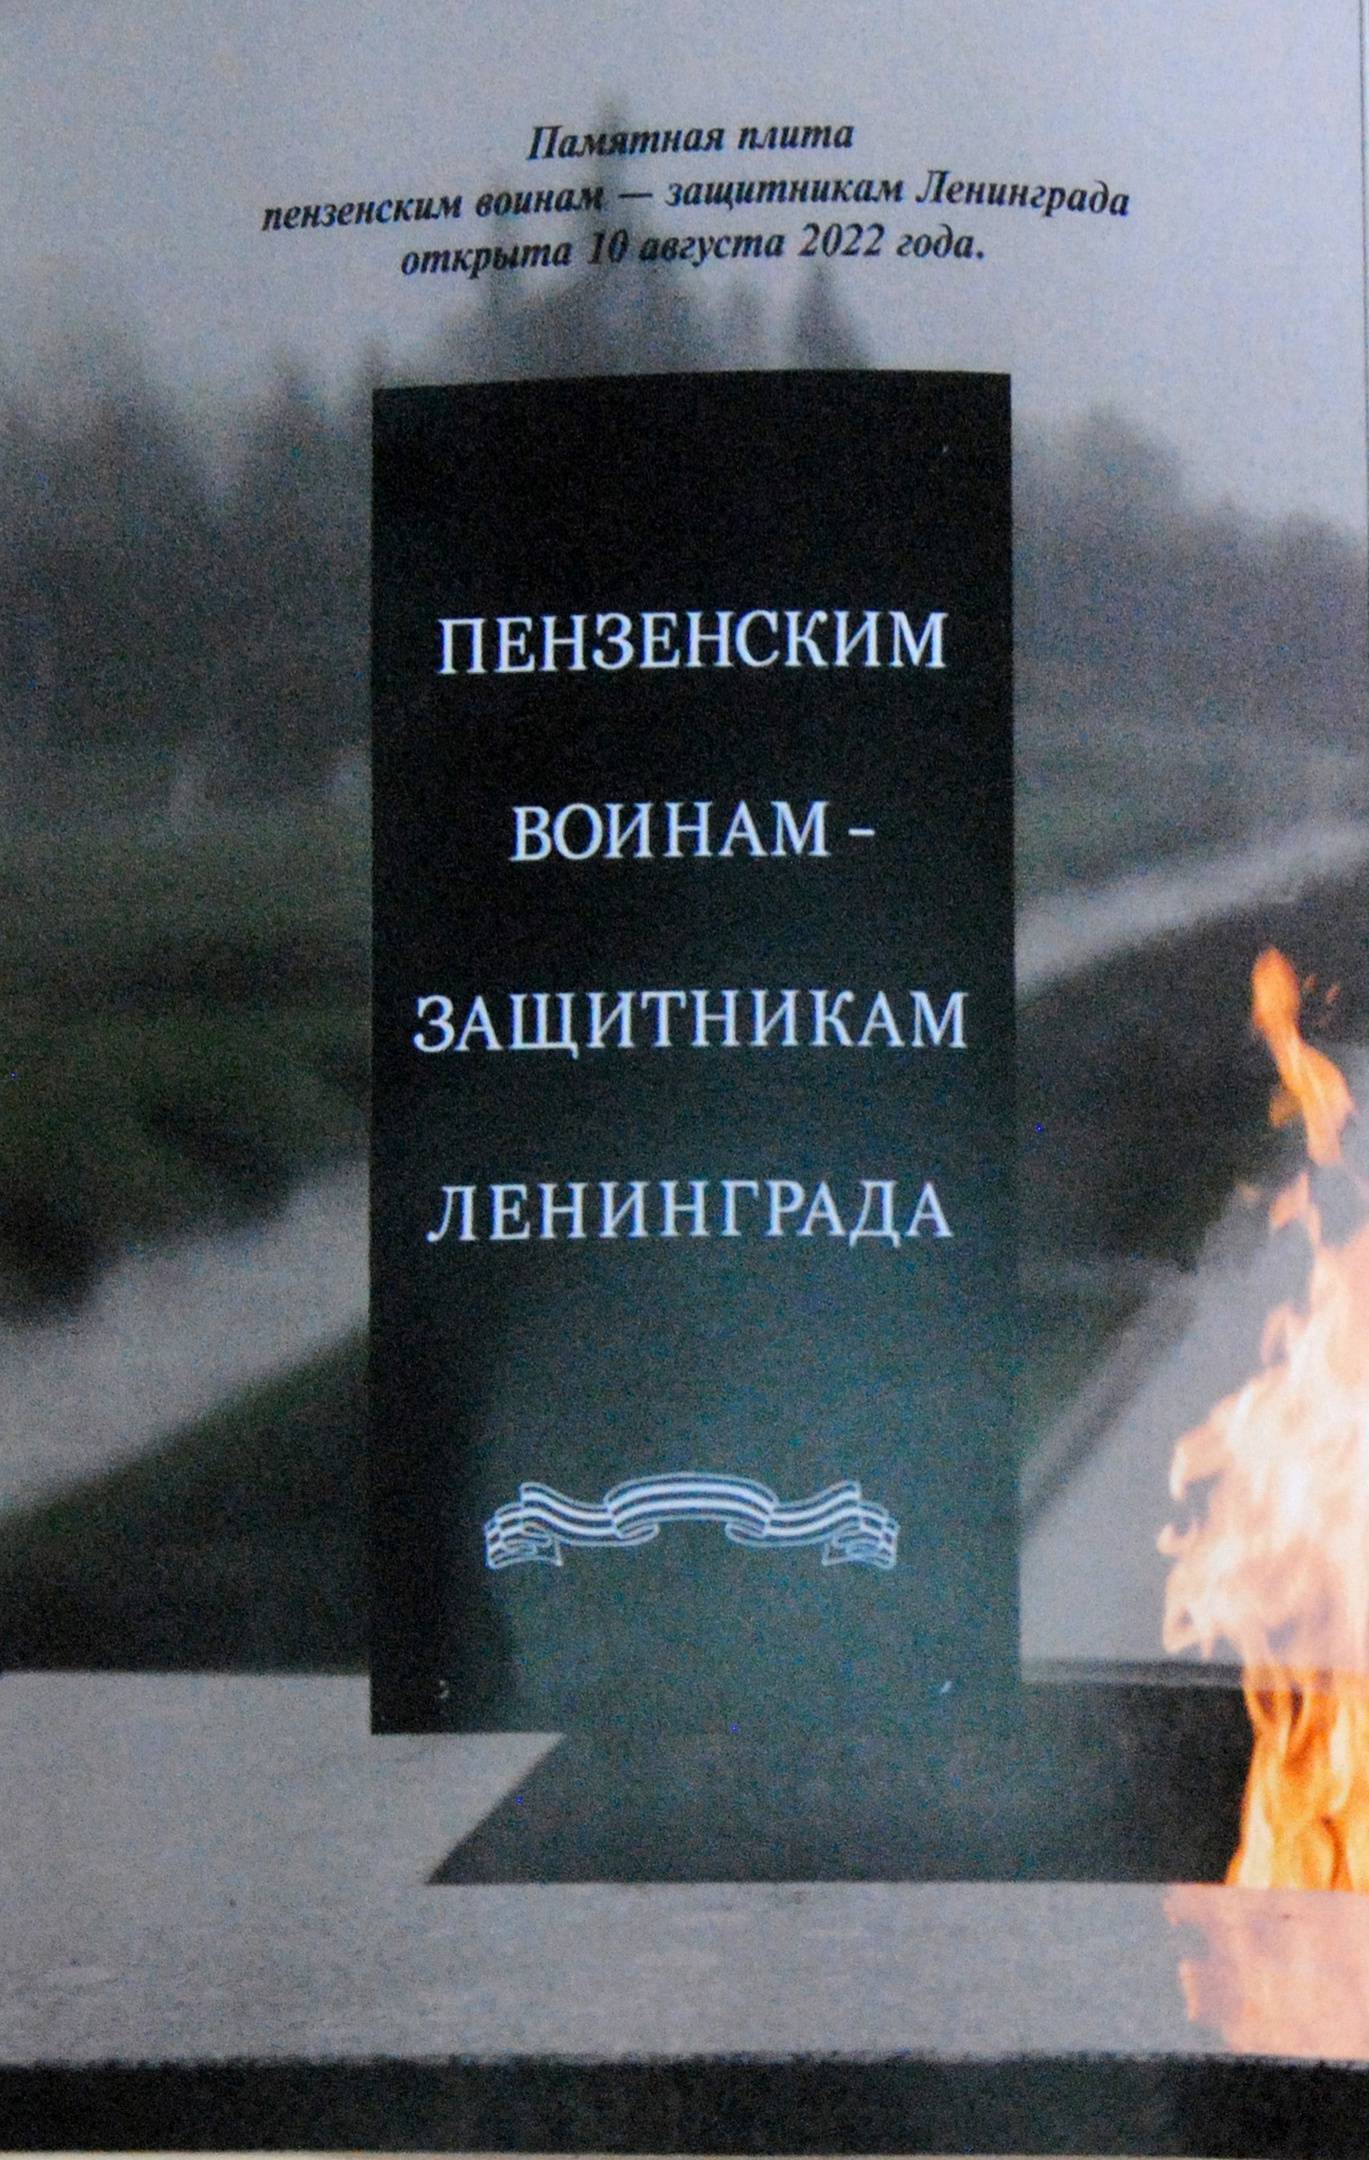 Памятная плита
пензенским воинам — защитникам Ленинграда
открыта 10 августа 2022 года.
ПЕНЗЕНСКИМ
ВОИНАМ -
ЗАЩИТНИКАМ
ЛЕНИНГРАДА